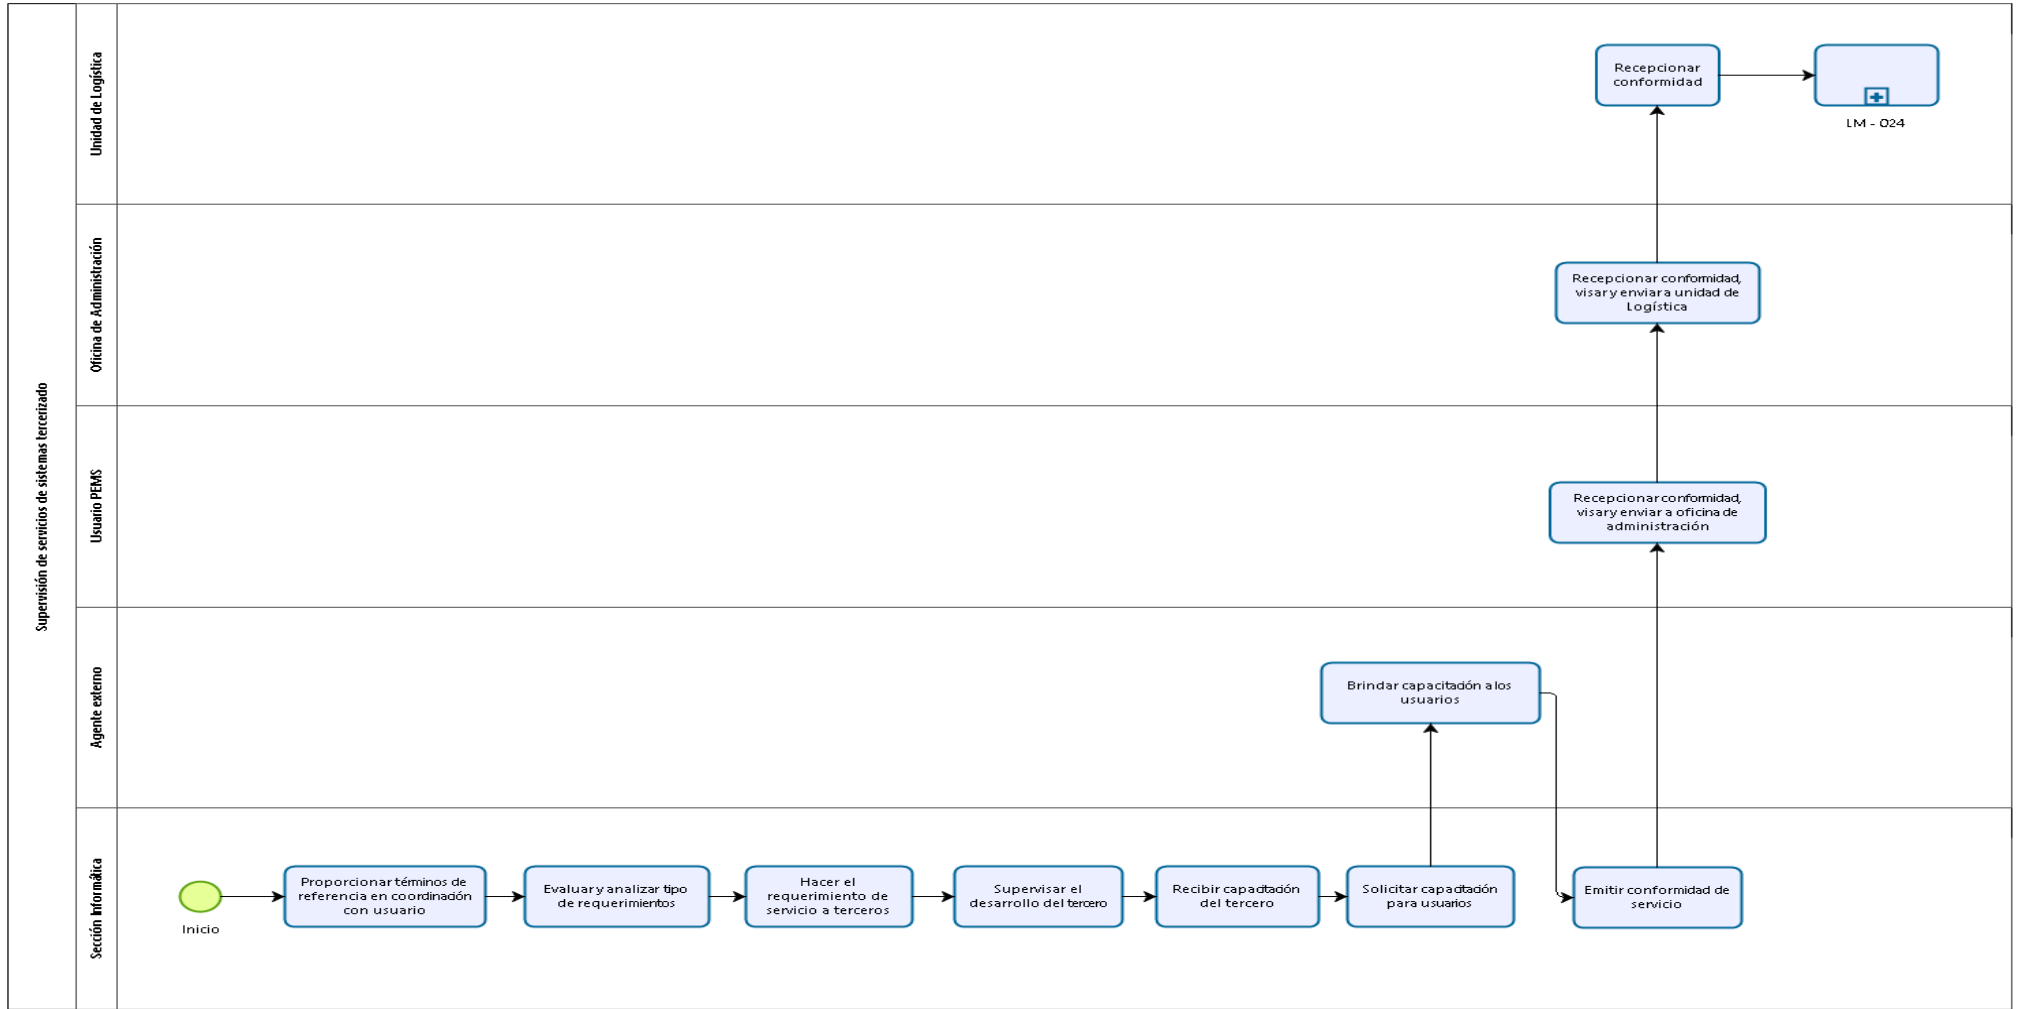 Supervisión de servicios de sistemas tercerizado
Unidad de Logística
Recepcionar
conformidad
LM - 024
Oficina de Administración
Recepcionar conformidad,
visar y enviar a unidad de
Logística
Usuario PEMS
Recepcionar conformidad,
visar y enviar a oficina de
administración
Agente externo
Brindar capacitación a los
usuarios
Sección Informática
Inicio
Proporcionar términos de
referencia en coordinación
con usuario
Evaluar y analizar tipo
de requerimientos
Hacer el
requerimiento de
servicio a terceros
Supervisar el
desarrollo del tercero
Recibir capacitación
del tercero
Solicitar capacitación
para usuarios
Emitir conformidad de
servicio